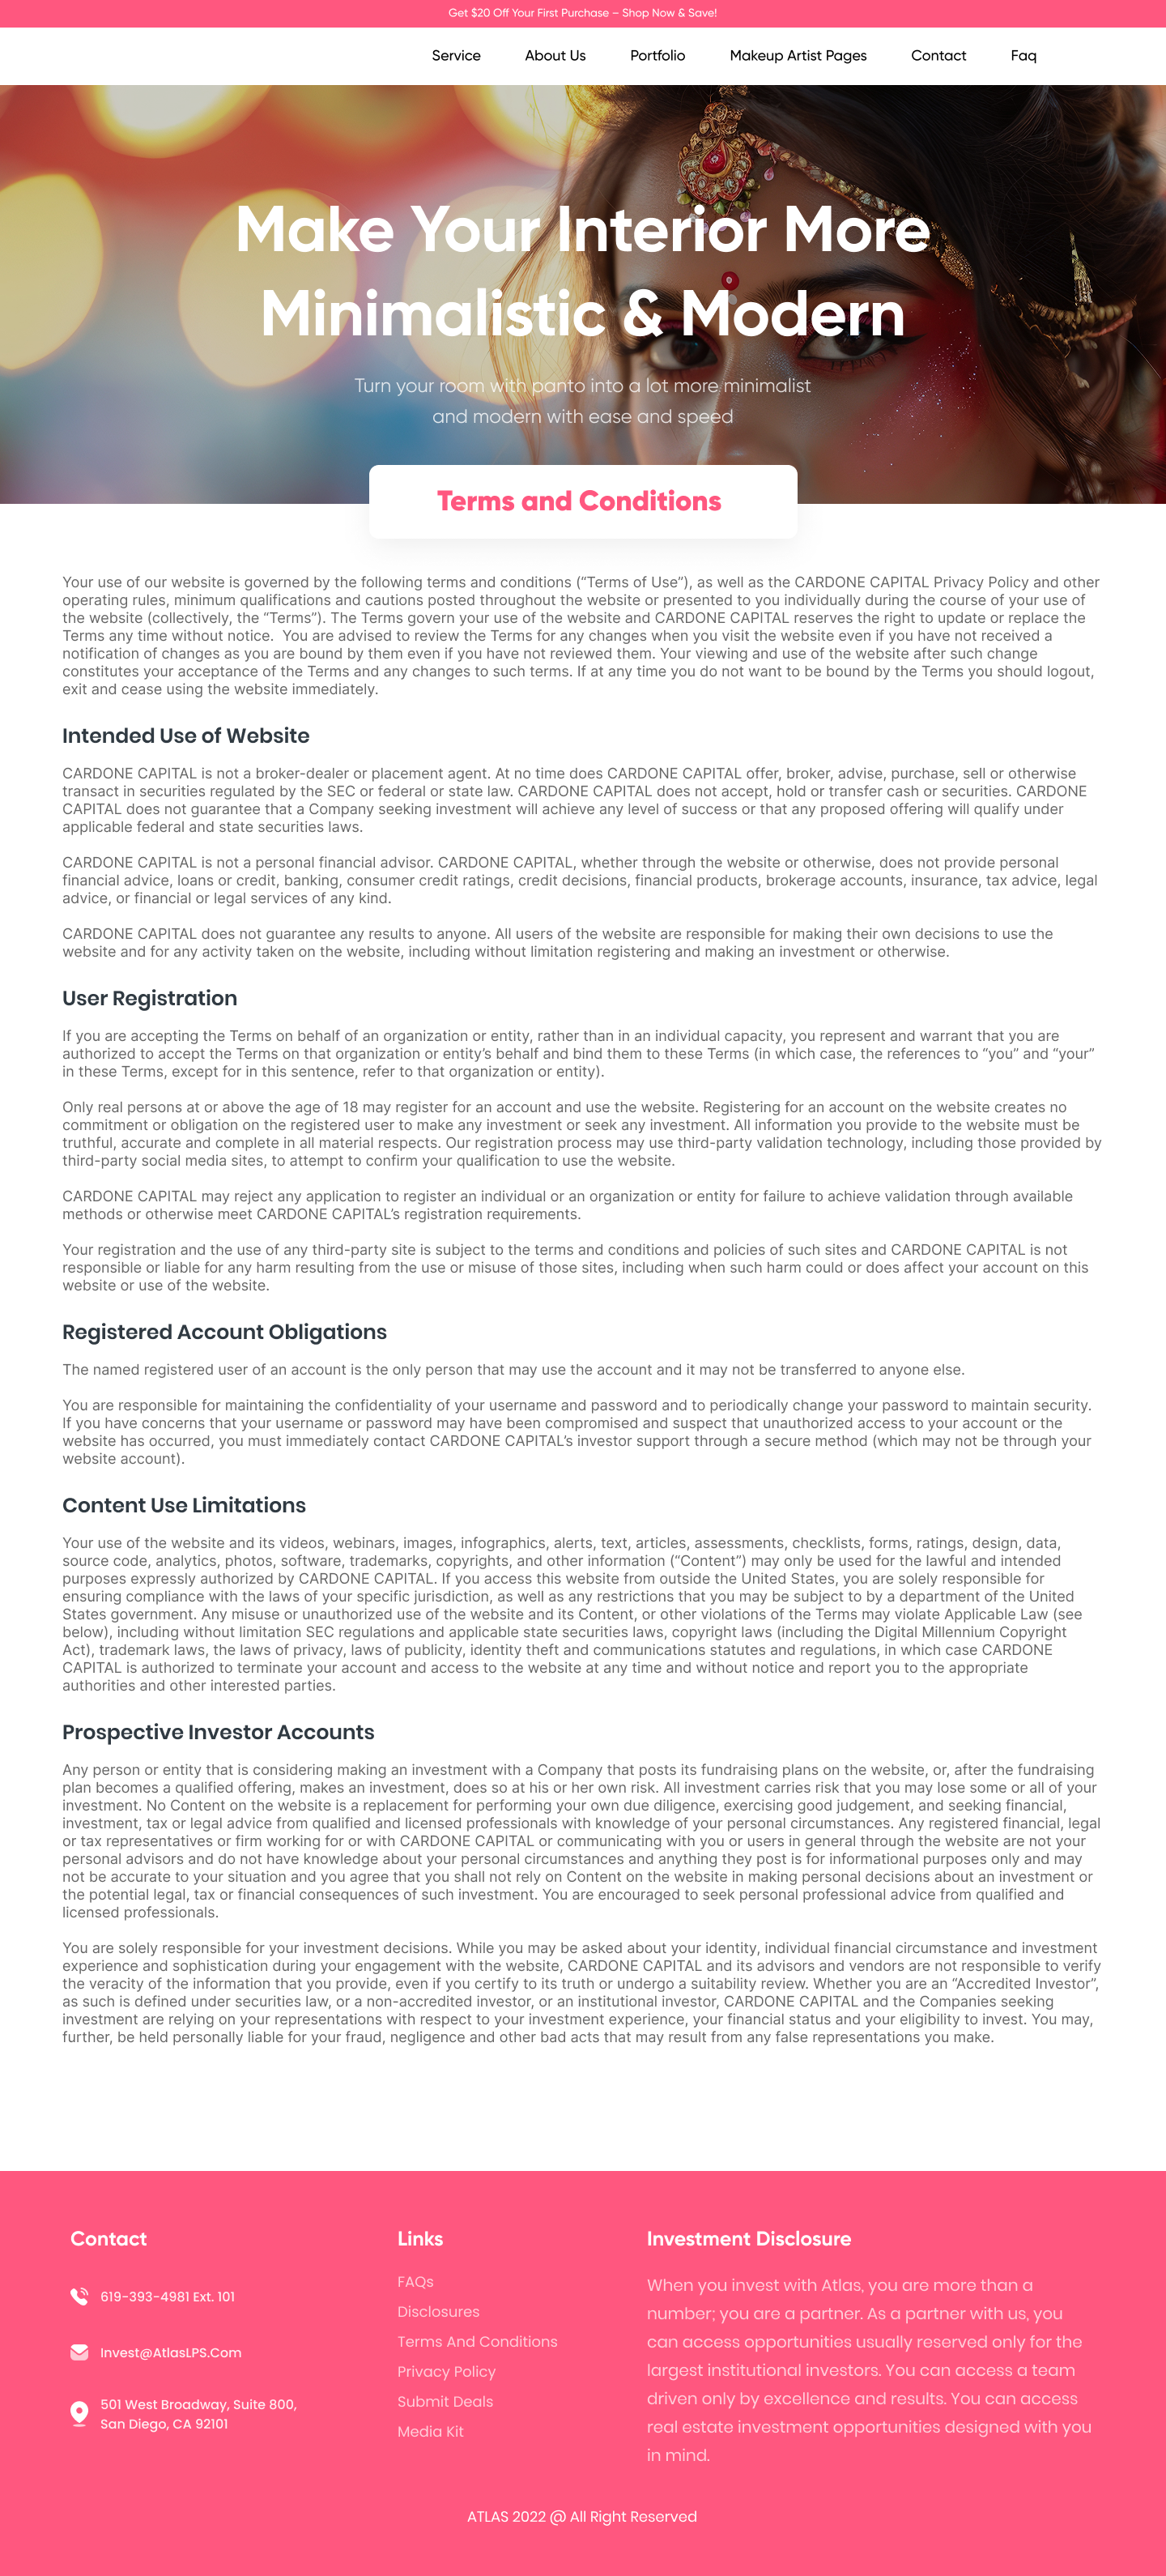 Get $20 Off Your First Purchase – Shop Now & Save!
Service About Us Portfolio Makeup Artist Pages Contact Faq
Make Your Interior More
Minimalistic & Modern
Turn your room with panto into a lot more minimalist
and modern with ease and speed
Terms and Conditions
Your use of our website is governed by the following terms and conditions (“Terms of Use”), as well as the CARDONE CAPITAL Privacy Policy and other
operating rules, minimum qualifications and cautions posted throughout the website or presented to you individually during the course of your use of
the website (collectively, the “Terms”). The Terms govern your use of the website and CARDONE CAPITAL reserves the right to update or replace the
Terms any time without notice.  You are advised to review the Terms for any changes when you visit the website even if you have not received a
notification of changes as you are bound by them even if you have not reviewed them. Your viewing and use of the website after such change
constitutes your acceptance of the Terms and any changes to such terms. If at any time you do not want to be bound by the Terms you should logout,
exit and cease using the website immediately.
Intended Use of Website
CARDONE CAPITAL is not a broker-dealer or placement agent. At no time does CARDONE CAPITAL offer, broker, advise, purchase, sell or otherwise
transact in securities regulated by the SEC or federal or state law. CARDONE CAPITAL does not accept, hold or transfer cash or securities. CARDONE
CAPITAL does not guarantee that a Company seeking investment will achieve any level of success or that any proposed offering will qualify under
applicable federal and state securities laws.
CARDONE CAPITAL is not a personal financial advisor. CARDONE CAPITAL, whether through the website or otherwise, does not provide personal
financial advice, loans or credit, banking, consumer credit ratings, credit decisions, financial products, brokerage accounts, insurance, tax advice, legal
advice, or financial or legal services of any kind.
CARDONE CAPITAL does not guarantee any results to anyone. All users of the website are responsible for making their own decisions to use the
website and for any activity taken on the website, including without limitation registering and making an investment or otherwise.
User Registration
If you are accepting the Terms on behalf of an organization or entity, rather than in an individual capacity, you represent and warrant that you are
authorized to accept the Terms on that organization or entity’s behalf and bind them to these Terms (in which case, the references to “you” and “your”
in these Terms, except for in this sentence, refer to that organization or entity).
Only real persons at or above the age of 18 may register for an account and use the website. Registering for an account on the website creates no
commitment or obligation on the registered user to make any investment or seek any investment. All information you provide to the website must be
truthful, accurate and complete in all material respects. Our registration process may use third-party validation technology, including those provided by
third-party social media sites, to attempt to confirm your qualification to use the website.
CARDONE CAPITAL may reject any application to register an individual or an organization or entity for failure to achieve validation through available
methods or otherwise meet CARDONE CAPITAL’s registration requirements.
Your registration and the use of any third-party site is subject to the terms and conditions and policies of such sites and CARDONE CAPITAL is not
responsible or liable for any harm resulting from the use or misuse of those sites, including when such harm could or does affect your account on this
website or use of the website.
Registered Account Obligations
The named registered user of an account is the only person that may use the account and it may not be transferred to anyone else.
You are responsible for maintaining the confidentiality of your username and password and to periodically change your password to maintain security.
If you have concerns that your username or password may have been compromised and suspect that unauthorized access to your account or the
website has occurred, you must immediately contact CARDONE CAPITAL’s investor support through a secure method (which may not be through your
website account).
Content Use Limitations
Your use of the website and its videos, webinars, images, infographics, alerts, text, articles, assessments, checklists, forms, ratings, design, data,
source code, analytics, photos, software, trademarks, copyrights, and other information (“Content”) may only be used for the lawful and intended
purposes expressly authorized by CARDONE CAPITAL. If you access this website from outside the United States, you are solely responsible for
ensuring compliance with the laws of your specific jurisdiction, as well as any restrictions that you may be subject to by a department of the United
States government. Any misuse or unauthorized use of the website and its Content, or other violations of the Terms may violate Applicable Law (see
below), including without limitation SEC regulations and applicable state securities laws, copyright laws (including the Digital Millennium Copyright
Act), trademark laws, the laws of privacy, laws of publicity, identity theft and communications statutes and regulations, in which case CARDONE
CAPITAL is authorized to terminate your account and access to the website at any time and without notice and report you to the appropriate
authorities and other interested parties.
Prospective Investor Accounts
Any person or entity that is considering making an investment with a Company that posts its fundraising plans on the website, or, after the fundraising
plan becomes a qualified offering, makes an investment, does so at his or her own risk. All investment carries risk that you may lose some or all of your
investment. No Content on the website is a replacement for performing your own due diligence, exercising good judgement, and seeking financial,
investment, tax or legal advice from qualified and licensed professionals with knowledge of your personal circumstances. Any registered financial, legal
or tax representatives or firm working for or with CARDONE CAPITAL or communicating with you or users in general through the website are not your
personal advisors and do not have knowledge about your personal circumstances and anything they post is for informational purposes only and may
not be accurate to your situation and you agree that you shall not rely on Content on the website in making personal decisions about an investment or
the potential legal, tax or financial consequences of such investment. You are encouraged to seek personal professional advice from qualified and
licensed professionals.
You are solely responsible for your investment decisions. While you may be asked about your identity, individual financial circumstance and investment
experience and sophistication during your engagement with the website, CARDONE CAPITAL and its advisors and vendors are not responsible to verify
the veracity of the information that you provide, even if you certify to its truth or undergo a suitability review. Whether you are an “Accredited Investor”,
as such is defined under securities law, or a non-accredited investor, or an institutional investor, CARDONE CAPITAL and the Companies seeking
investment are relying on your representations with respect to your investment experience, your financial status and your eligibility to invest. You may,
further, be held personally liable for your fraud, negligence and other bad acts that may result from any false representations you make.
Contact
619-393-4981 Ext. 101
Invest@AtlasLPS.Com
501 West Broadway, Suite 800,
San Diego, CA 92101
Links
FAQs
Disclosures
Terms And Conditions
Privacy Policy
Submit Deals
Media Kit
Investment Disclosure
When you invest with Atlas, you are more than a
number; you are a partner. As a partner with us, you
can access opportunities usually reserved only for the
largest institutional investors. You can access a team
driven only by excellence and results. You can access
real estate investment opportunities designed with you
in mind.
ATLAS 2022 @ All Right Reserved